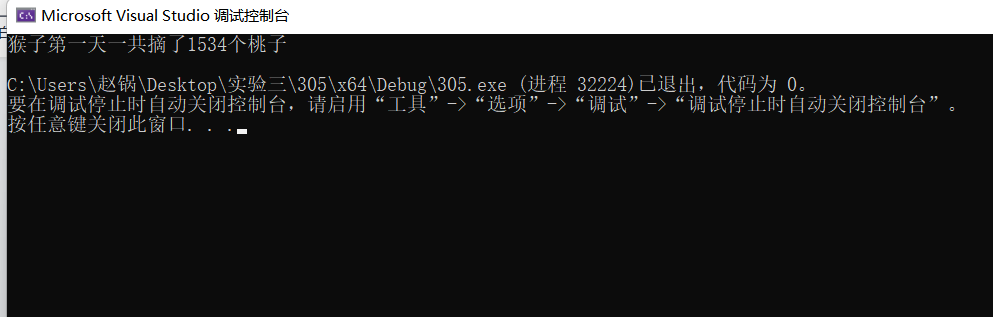 Microsoft Visual Studio 调试控制台
猴子第一天一共摘了1534个桃子
C:\Users\赵锅\Desktop\实验三\305\x64\Debug\305.exe (进程 32224)已退出，代码为 0。
要在调试停止时自动关闭控制台，请启用“工具”->“选项”->“调试”->“调试停止时自动关闭控制台”。
按任意键关闭此窗口. . .